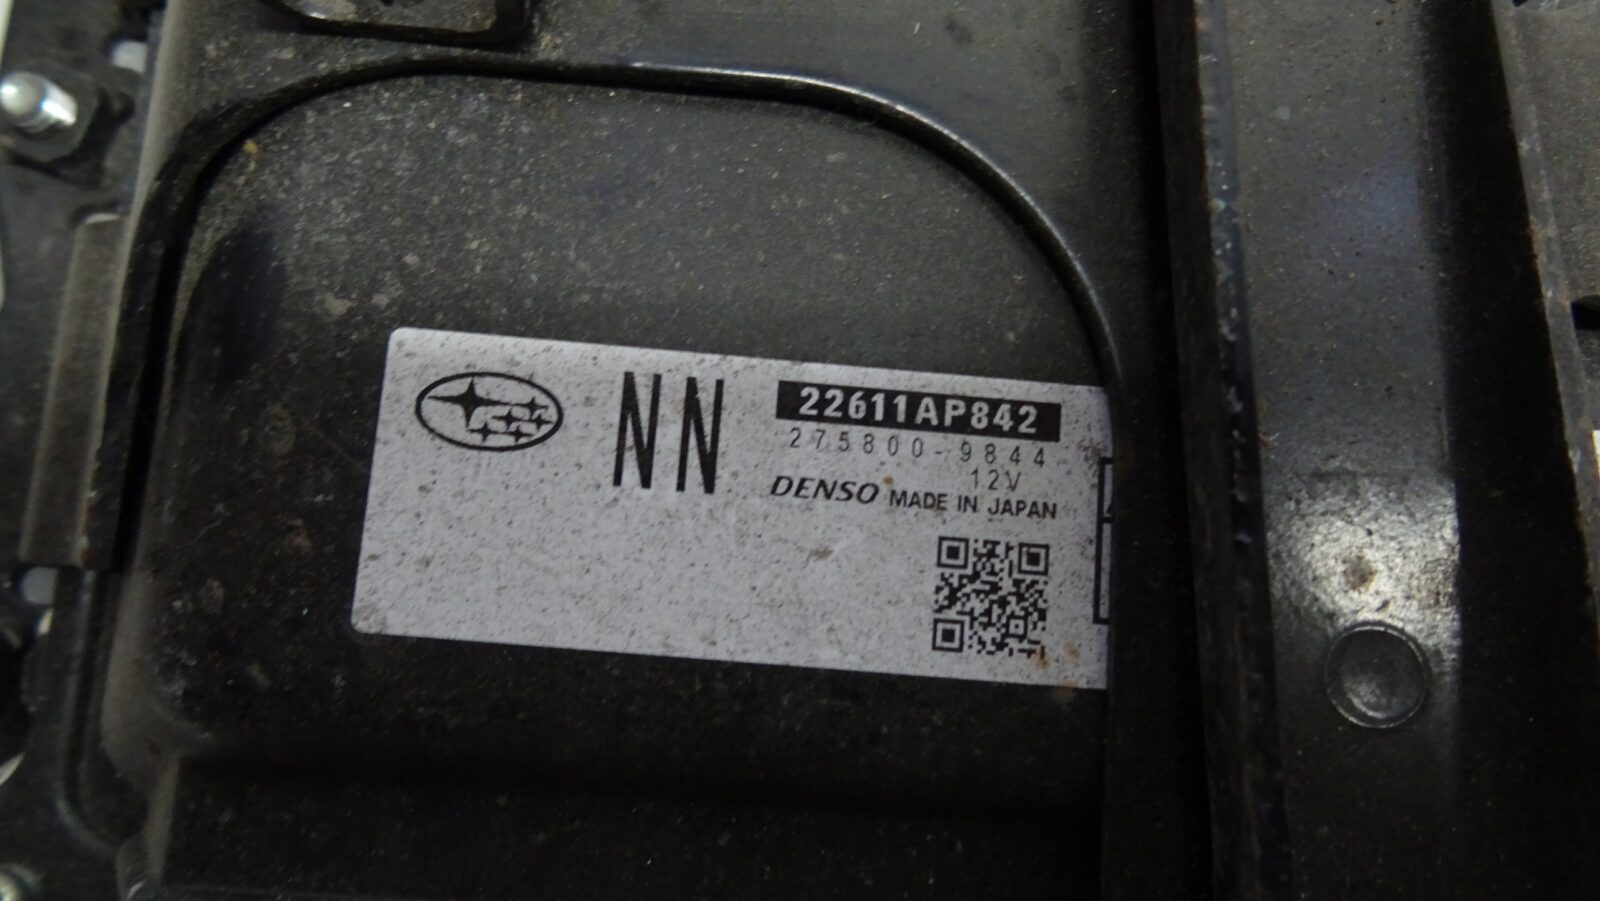 NN
22611AP842
275800-9844
12V
DENSO MADE IN JAPAN